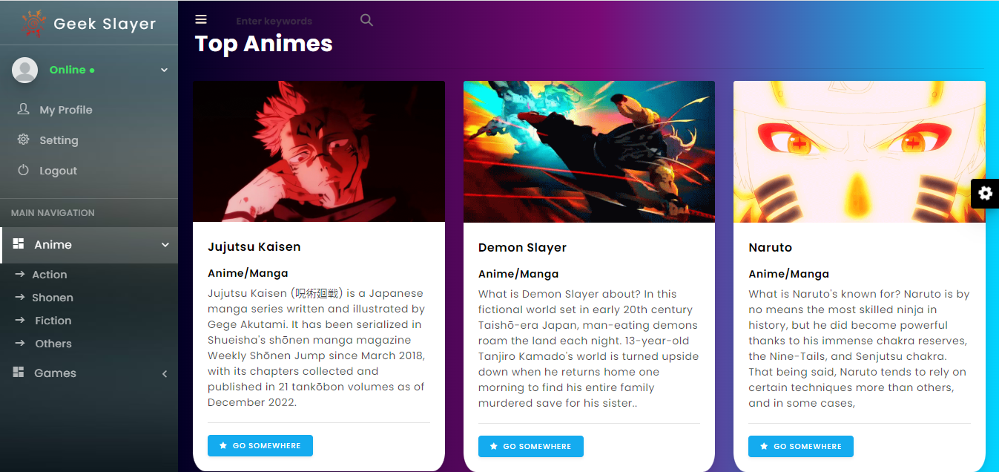 Geek Slayer
Enter keywords
Top Animes
Online
My Profile
Setting
Logout
MAIN NAVIGATION
Anime
Action
Shonen
Fiction
Others
Games
Jujutsu Kaisen
Anime/Manga
Jujutsu Kaisen (呪術廻戦) is a Japanese
manga series written and illustrated by
Gege Akutami. It has been serialized in
Shueisha's shōnen manga magazine
Weekly Shōnen Jump since March 2018,
with its chapters collected and
published in 21 tankōbon volumes as of
December 2022.
GO SOMEWHERE
Demon Slayer
Anime/Manga
What is Demon Slayer about? In this
fictional world set in early 20th century
Taishō-era Japan, man-eating demons
roam the land each night. 13-year-old
Tanjiro Kamado's world is turned upside
down when he returns home one
morning to find his entire family
murdered save for his sister..
GO SOMEWHERE
Naruto
Anime/Manga
What is Naruto's known for? Naruto is by
no means the most skilled ninja in
history, but he did become powerful
thanks to his immense chakra reserves,
the Nine-Tails, and Senjutsu chakra.
That being said, Naruto tends to rely on
certain techniques more than others,
and in some cases,
GO SOMEWHERE